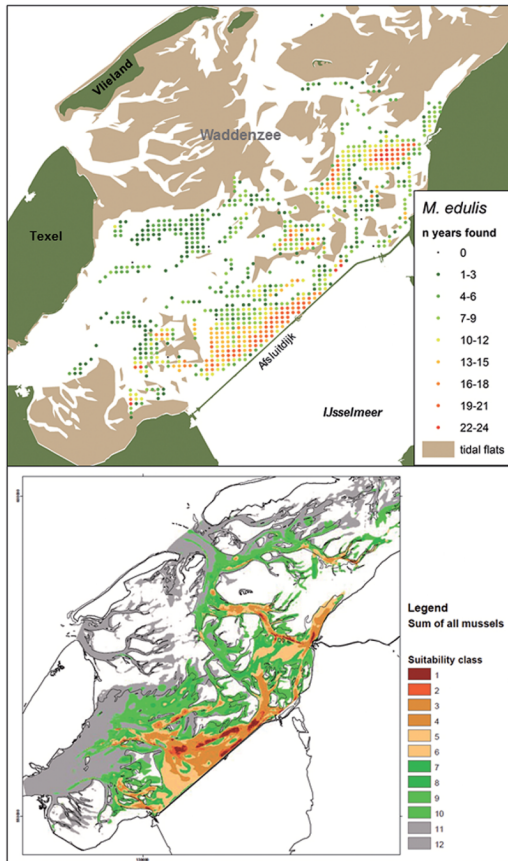 Vlieland
Waddenzee
Texel
Afsluitdijk
IJsselmeer
M. edulis
n years found
0
1-3
4-6
7-9
10-12
13-15
16-18
19-21
22-24
tidal flats
Legend
Sum of all mussels
Suitability class
1
2
3
4
5
6
7
8
9
10
11
12